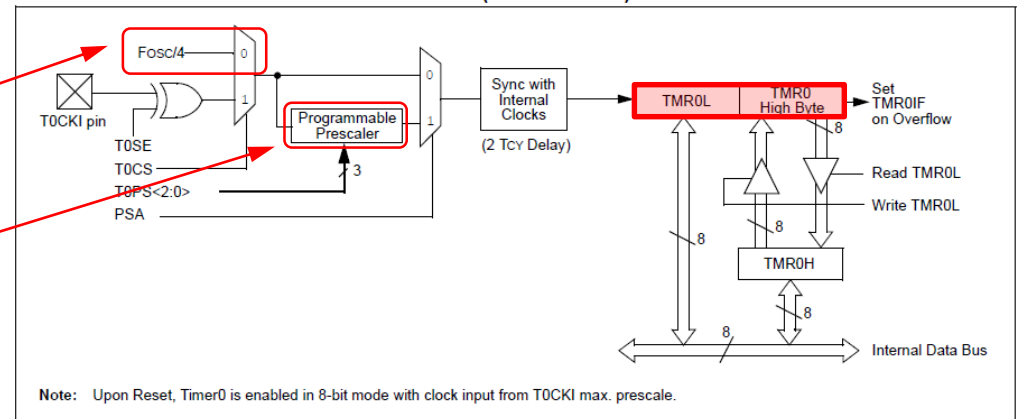 Fosc/4
0
1
T0CKI pin
T0SE
T0CS
T0PS<2:0>
PSA
Programmable
Prescaler
3
0
1
Sync with
Internal
Clocks
(2 TCY Delay)
TMR0L
TMR0
High Byte
Set
TMR0IF
on Overflow
8
Read TMR0L
Write TMR0L
8
8
TMR0H
8
8
Internal Data Bus
Note: Upon Reset, Timer0 is enabled in 8-bit mode with clock input from T0CKI max. prescale.